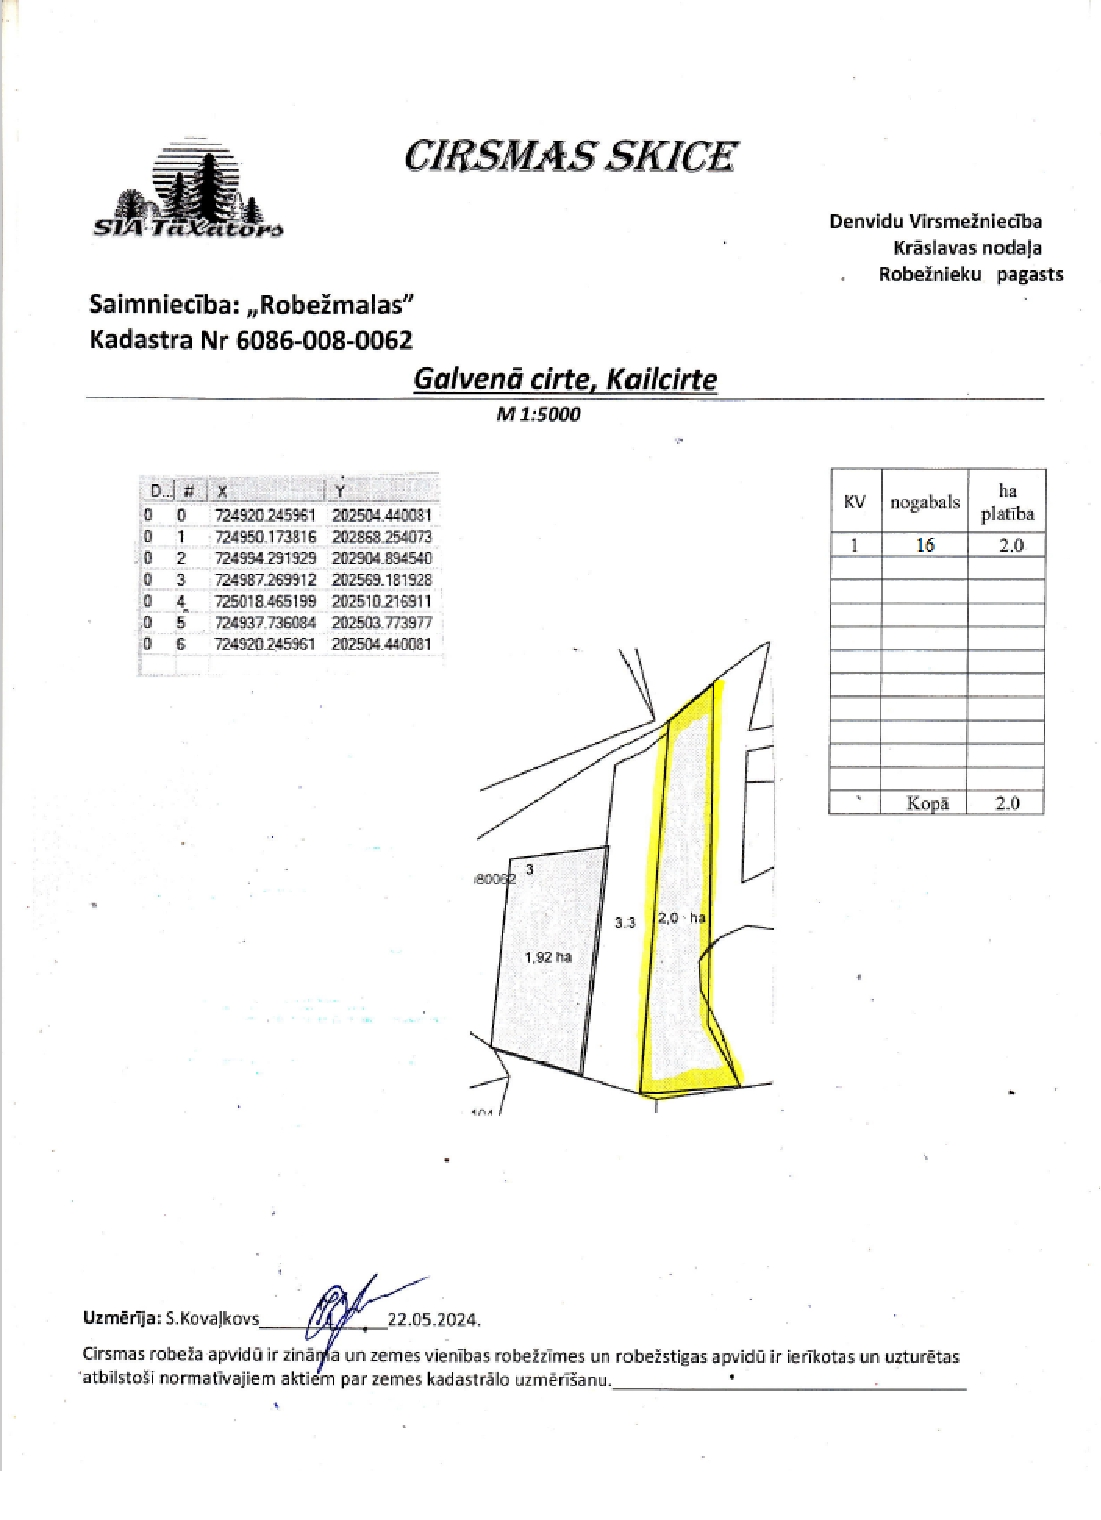 CIRSMAS SKICE
SIA Taxators
Denvidu Virsmežniecība
Krāslavas nodaļa
Robežnieku pagasts
Saimniecība: „Robežmalas”
Kadastra Nr 6086-008-0062
Galvenā cirte, Kailcirte
M 1:5000
D... # X Y
0 0 724920.245961 202504.440081
0 1 724950.173816 202868.254073
0 2 724994.291929 202904.894540
0 3 724987.269912 202569.181928
0 4 725018.465199 202510.216911
0 5 724937.736084 202503.773977
0 6 724920.245961 202504.440081
KV nogabals ha platība
1 16 2.0
Kopā 2.0
3
80062
3.3
2,0 ha
1,92 ha
Uzmērīja: S.Kovaļkovs 22.05.2024.
Cirsmas robeža apvidū ir zināma un zemes vienības robežzīmes un robežstigas apvidū ir ierīkotas un uzturētas
atbilstoši normatīvajiem aktiem par zemes kadastrālo uzmērīšanu.